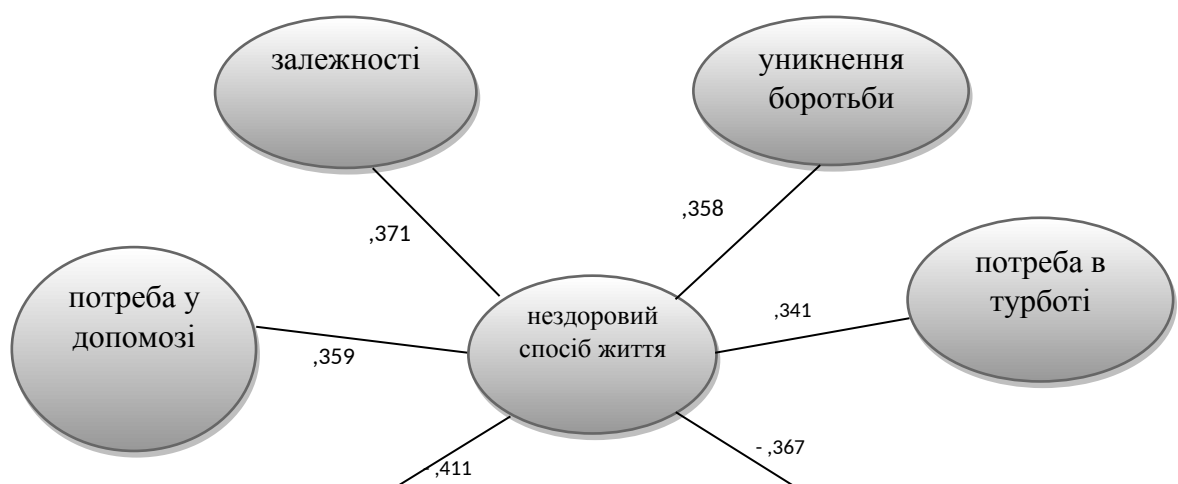 залежності
уникнення
боротьби
,371
,358
потреба у
допомозі
потреба в
турботі
нездоровий
спосіб життя
,359
,341
- ,411
- ,367